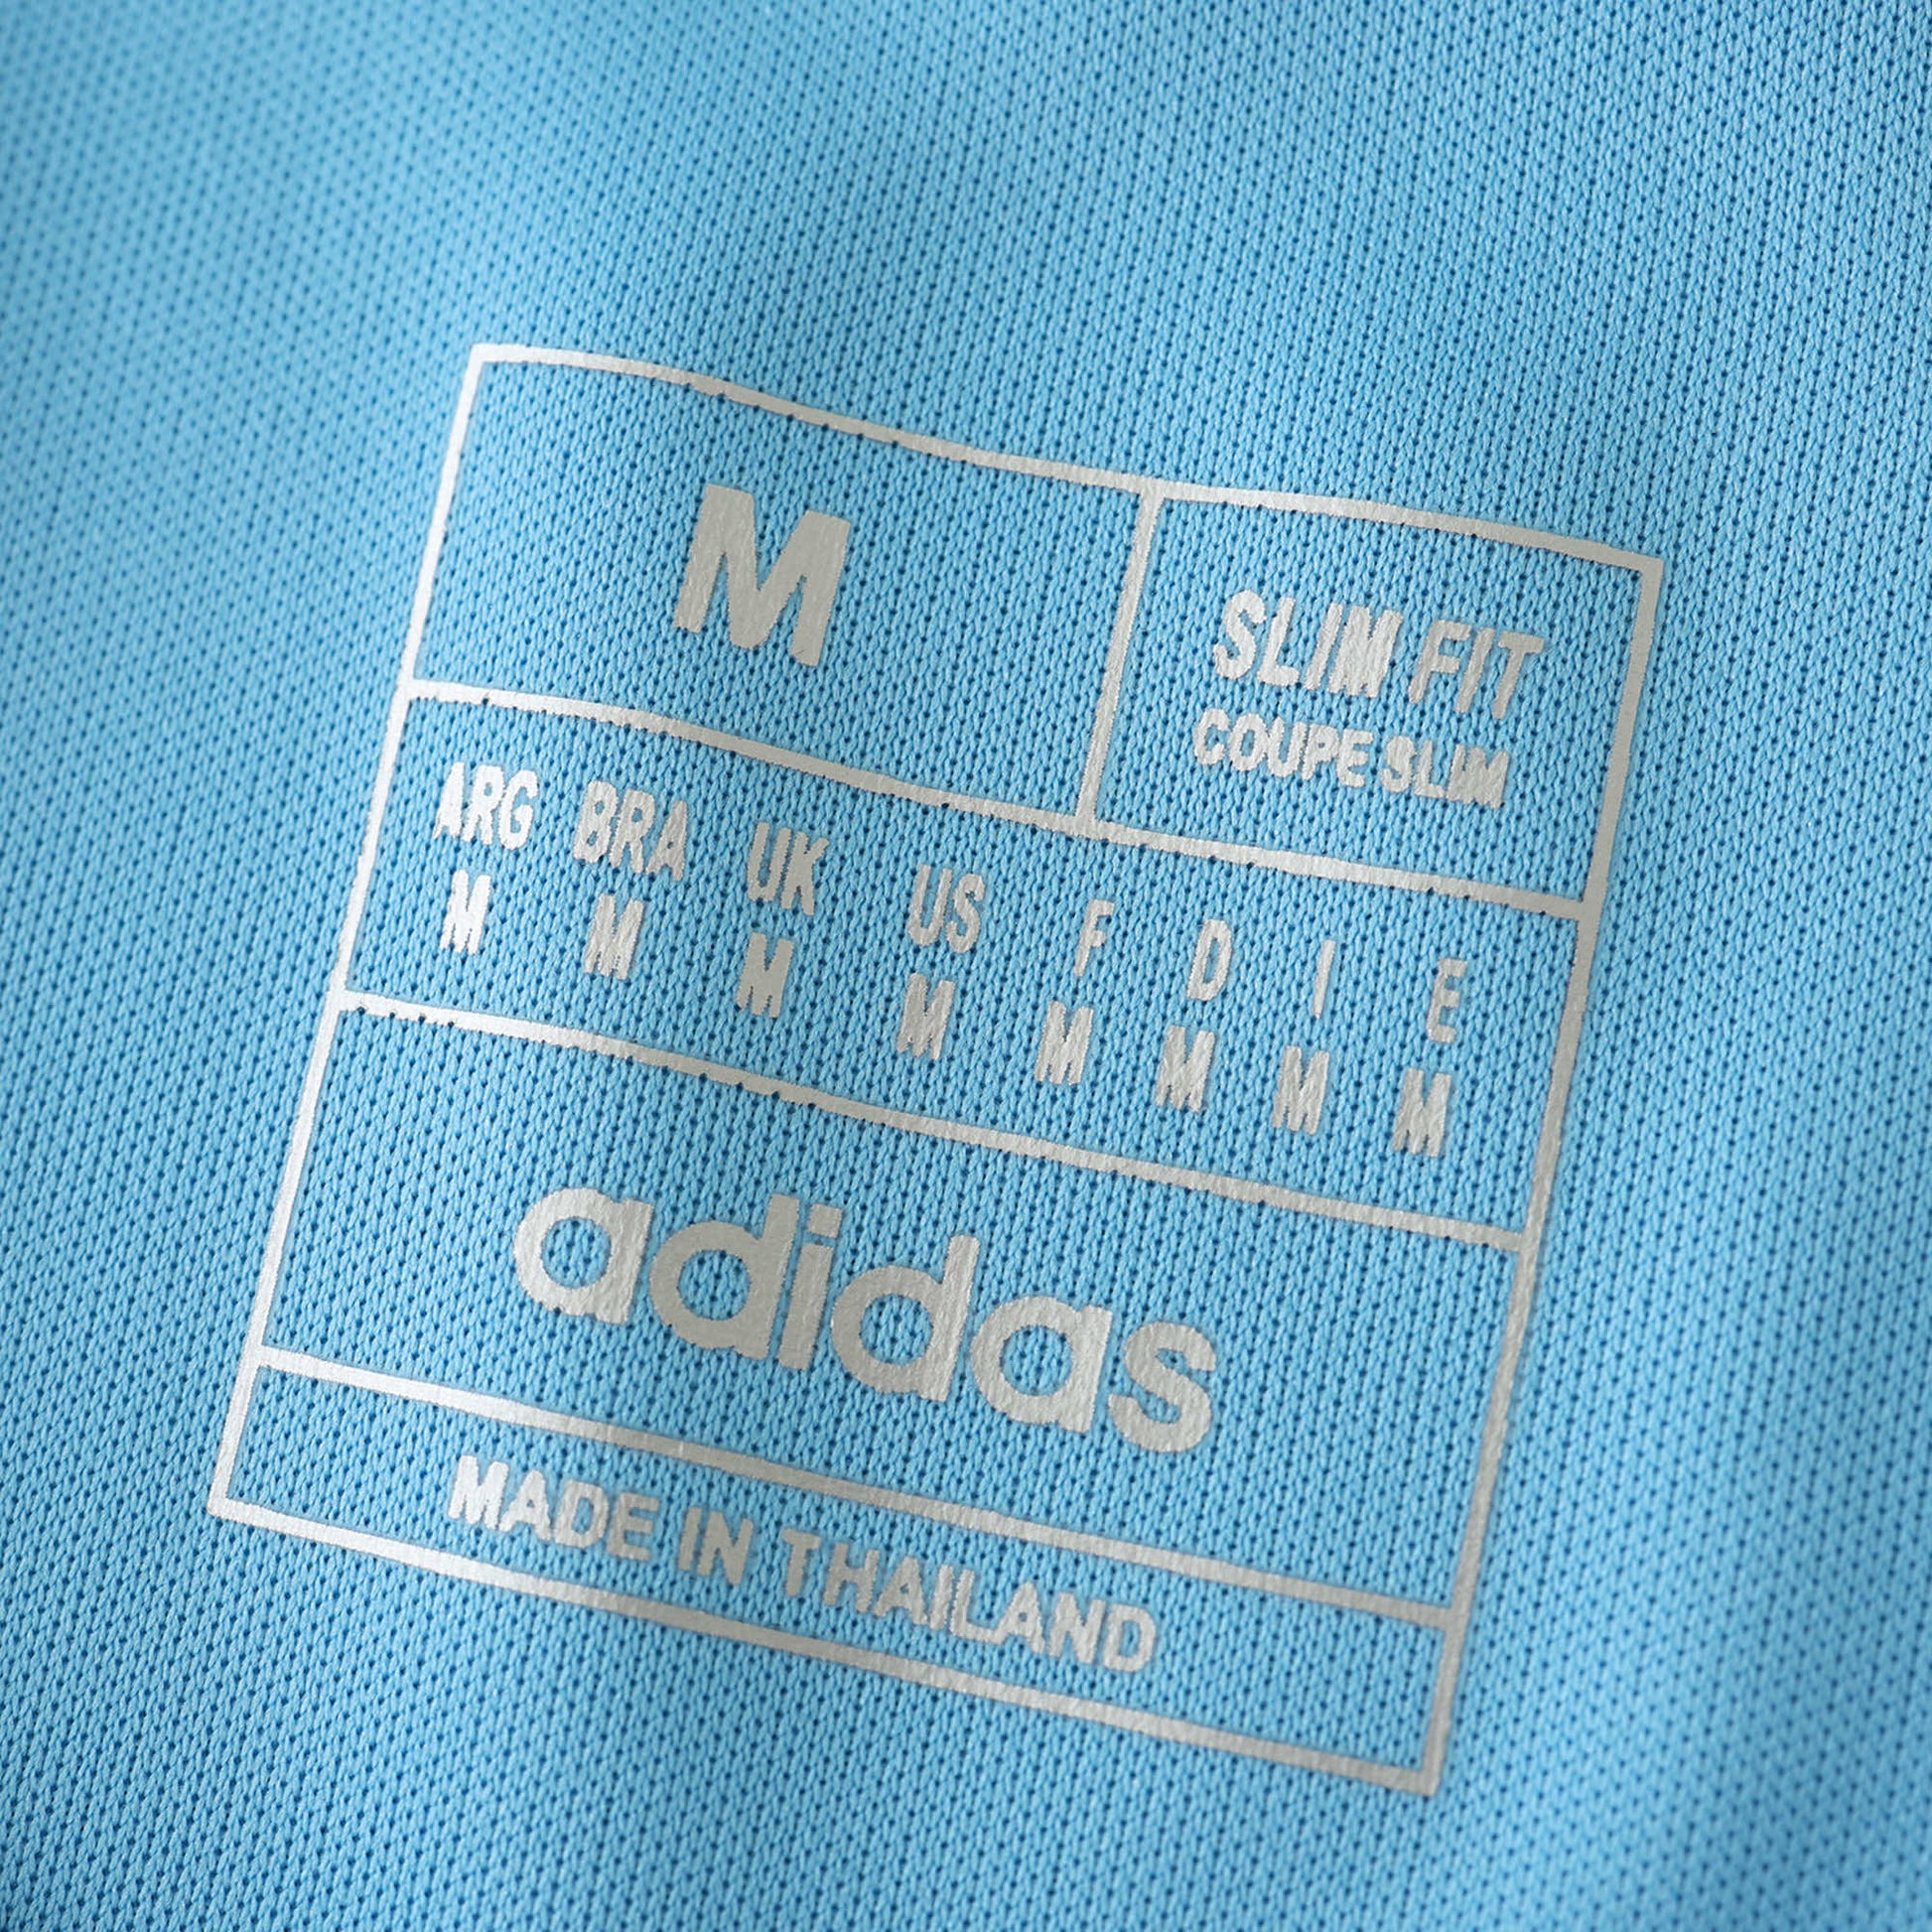 M
SLIM FIT
COUPE SLIM
ARG BRA UK US F D I E
M M M M M M M M
adidas
MADE IN THAILAND